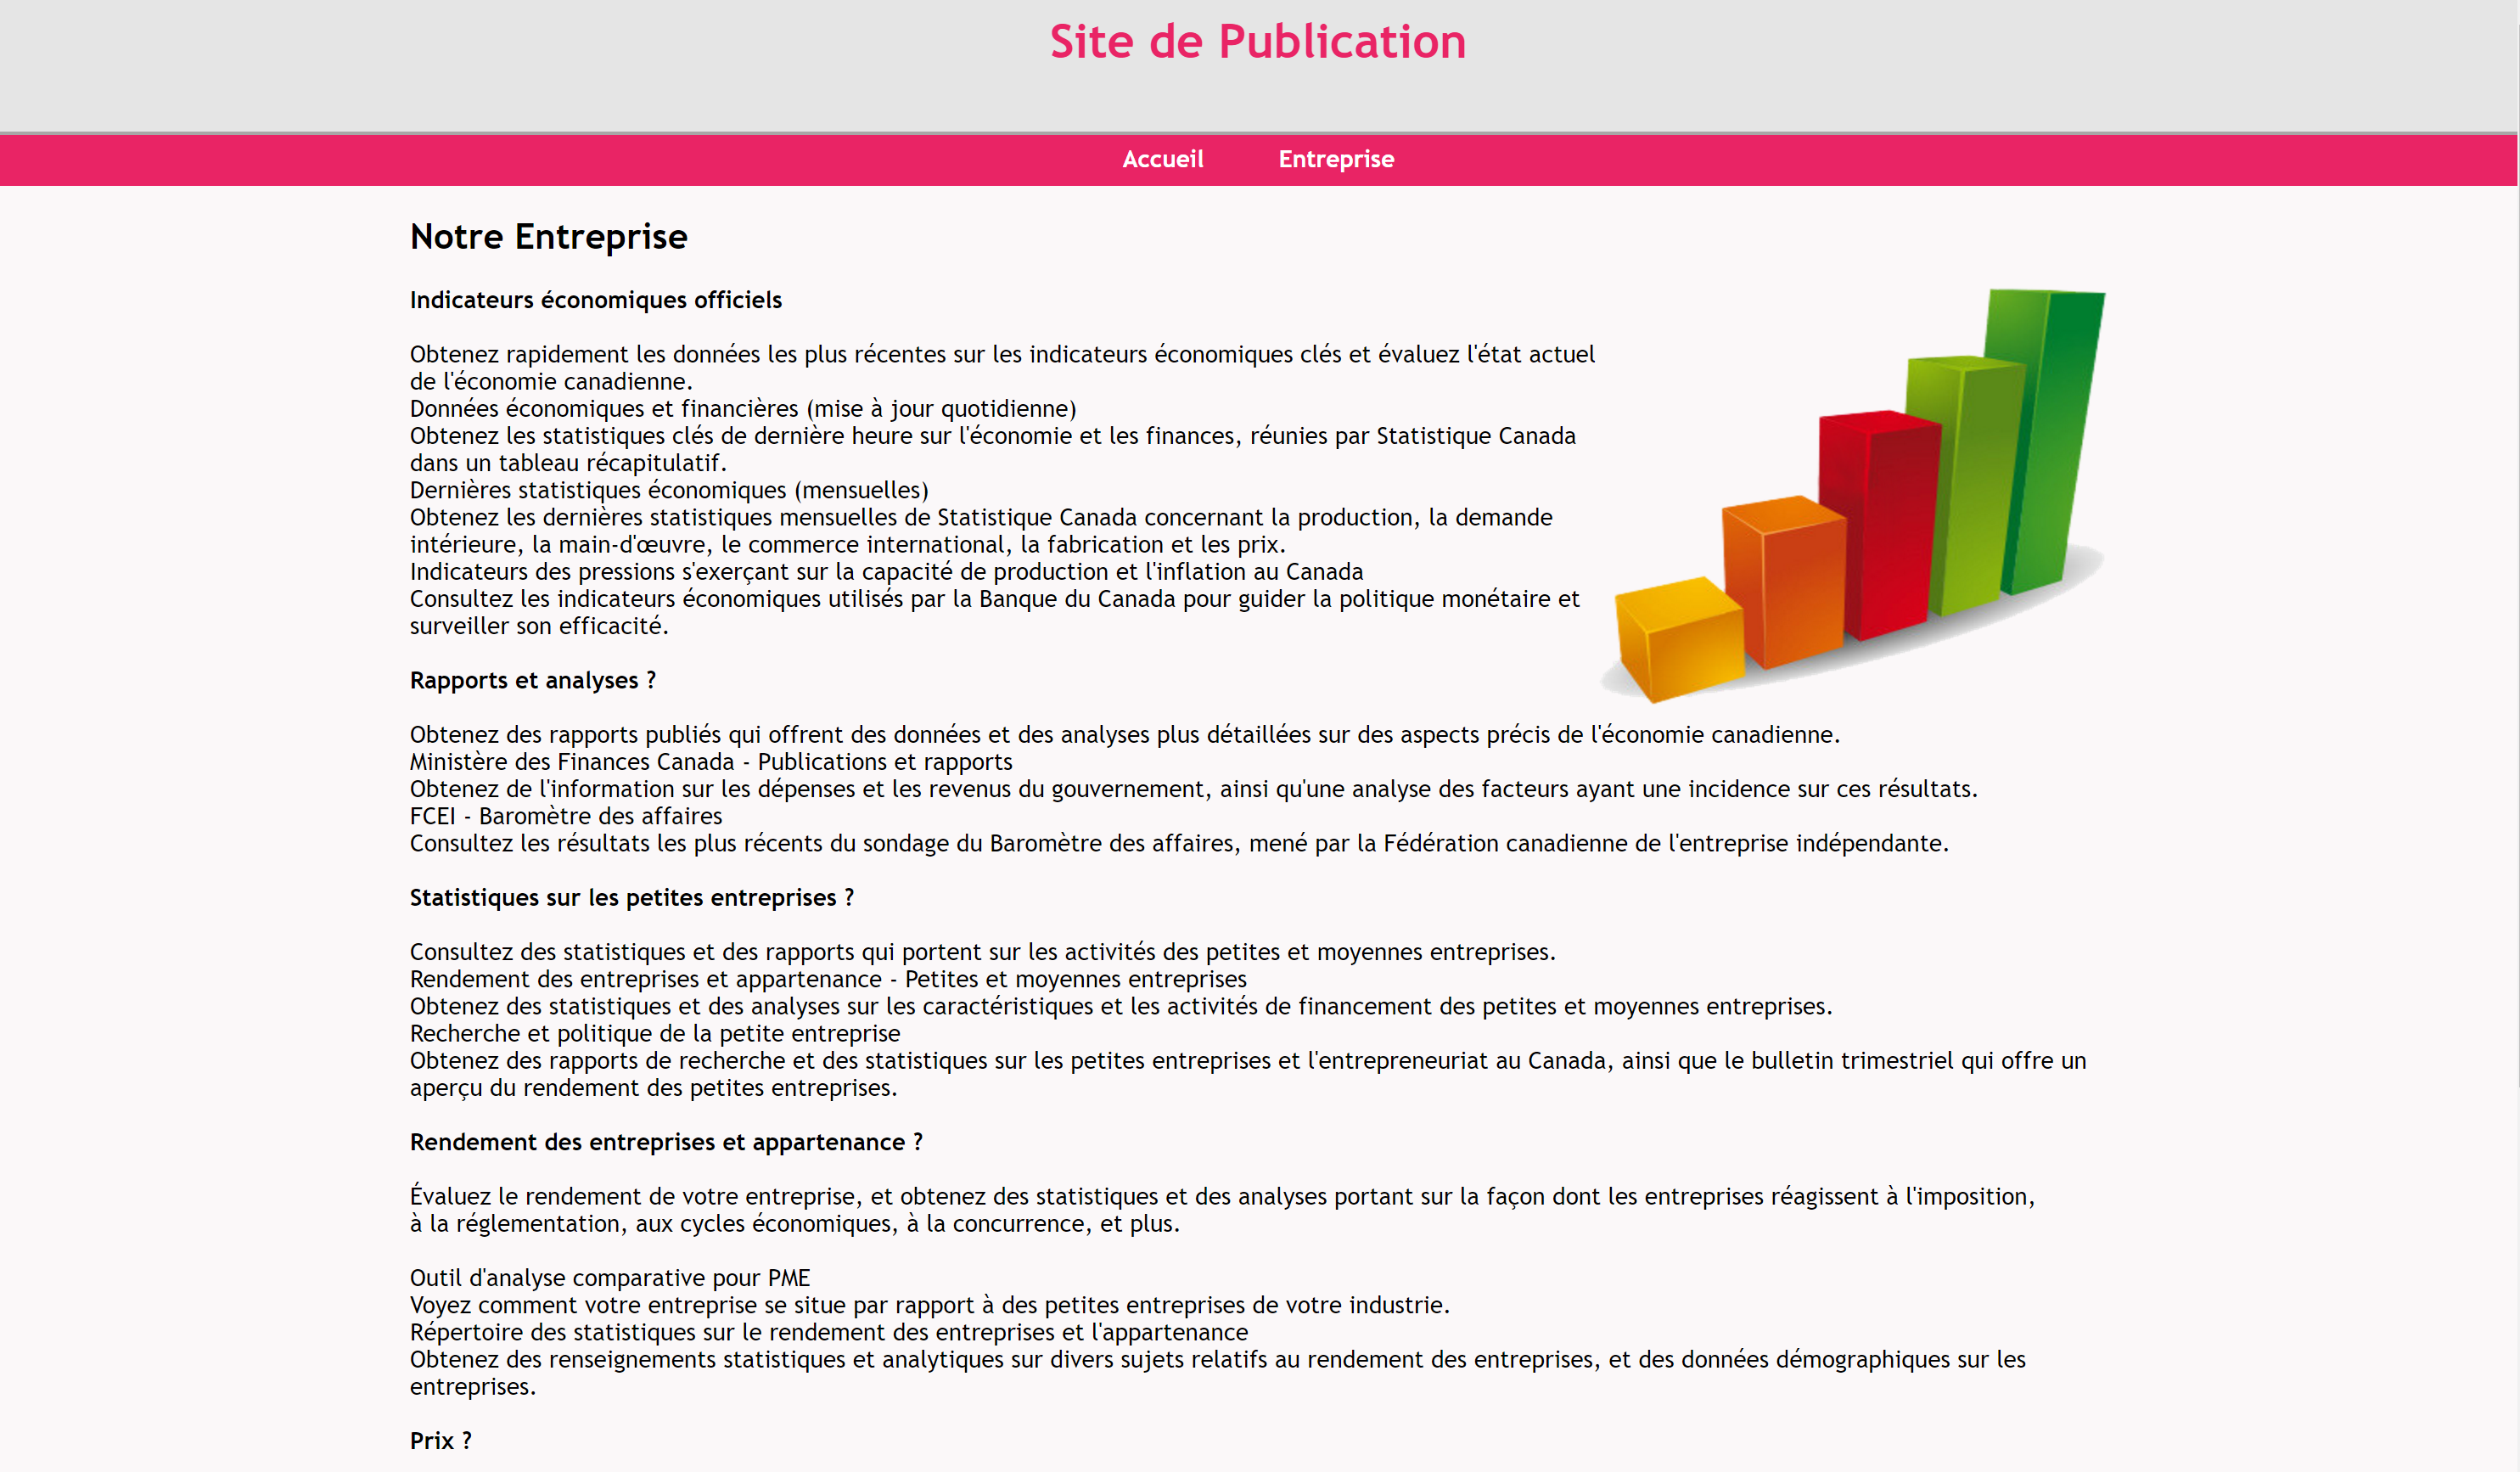 Site de Publication
Accueil Entreprise
Notre Entreprise
Indicateurs économiques officiels
Obtenez rapidement les données les plus récentes sur les indicateurs économiques clés et évaluez l'état actuel
de l'économie canadienne.
Données économiques et financières (mise à jour quotidienne)
Obtenez les statistiques clés de dernière heure sur l'économie et les finances, réunies par Statistique Canada
dans un tableau récapitulatif.
Dernières statistiques économiques (mensuelles)
Obtenez les dernières statistiques mensuelles de Statistique Canada concernant la production, la demande
intérieure, la main-d'œuvre, le commerce international, la fabrication et les prix.
Indicateurs des pressions s'exerçant sur la capacité de production et l'inflation au Canada
Consultez les indicateurs économiques utilisés par la Banque du Canada pour guider la politique monétaire et
surveiller son efficacité.
Rapports et analyses ?
Obtenez des rapports publiés qui offrent des données et des analyses plus détaillées sur des aspects précis de l'économie canadienne.
Ministère des Finances Canada - Publications et rapports
Obtenez de l'information sur les dépenses et les revenus du gouvernement, ainsi qu'une analyse des facteurs ayant une incidence sur ces résultats.
FCEI - Baromètre des affaires
Consultez les résultats les plus récents du sondage du Baromètre des affaires, mené par la Fédération canadienne de l'entreprise indépendante.
Statistiques sur les petites entreprises ?
Consultez des statistiques et des rapports qui portent sur les activités des petites et moyennes entreprises.
Rendement des entreprises et appartenance - Petites et moyennes entreprises
Obtenez des statistiques et des analyses sur les caractéristiques et les activités de financement des petites et moyennes entreprises.
Recherche et politique de la petite entreprise
Obtenez des rapports de recherche et des statistiques sur les petites entreprises et l'entrepreneuriat au Canada, ainsi que le bulletin trimestriel qui offre un
aperçu du rendement des petites entreprises.
Rendement des entreprises et appartenance ?
Évaluez le rendement de votre entreprise, et obtenez des statistiques et des analyses portant sur la façon dont les entreprises réagissent à l'imposition,
à la réglementation, aux cycles économiques, à la concurrence, et plus.
Outil d'analyse comparative pour PME
Voyez comment votre entreprise se situe par rapport à des petites entreprises de votre industrie.
Répertoire des statistiques sur le rendement des entreprises et l'appartenance
Obtenez des renseignements statistiques et analytiques sur divers sujets relatifs au rendement des entreprises, et des données démographiques sur les
entreprises.
Prix ?